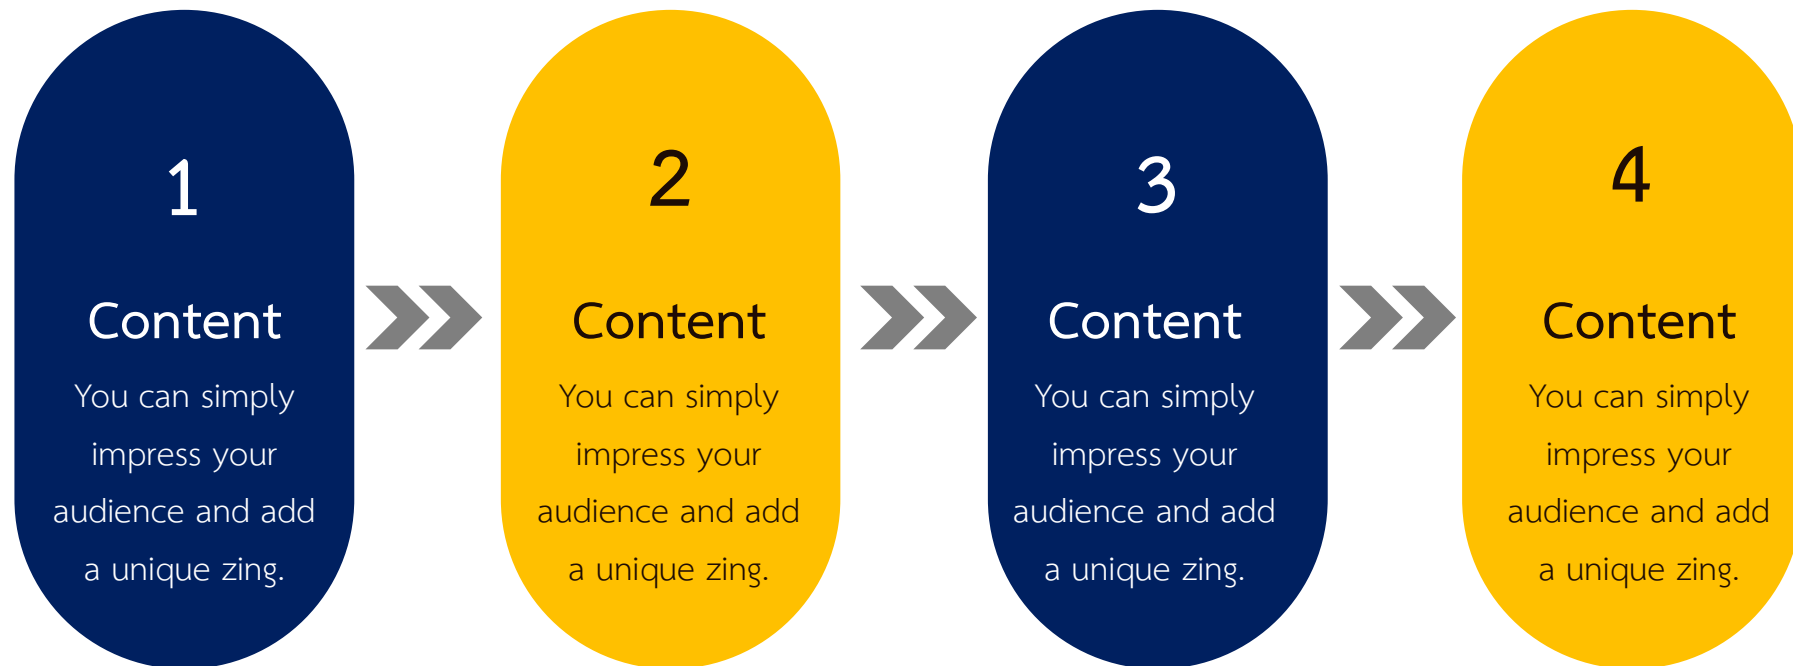 1
Content
You can simply
impress your
audience and add
a unique zing.
2
Content
You can simply
impress your
audience and add
a unique zing.
3
Content
You can simply
impress your
audience and add
a unique zing.
4
Content
You can simply
impress your
audience and add
a unique zing.